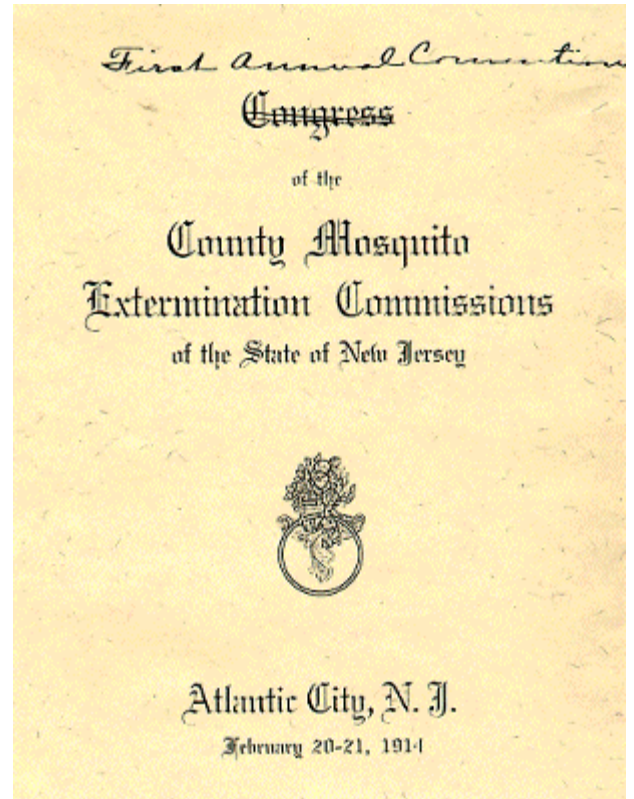 First Annual Convention
Congress
of the
County Mosquito
Extermination Commissions
of the State of New Jersey
Atlantic City, N. J.
February 20-21, 1914